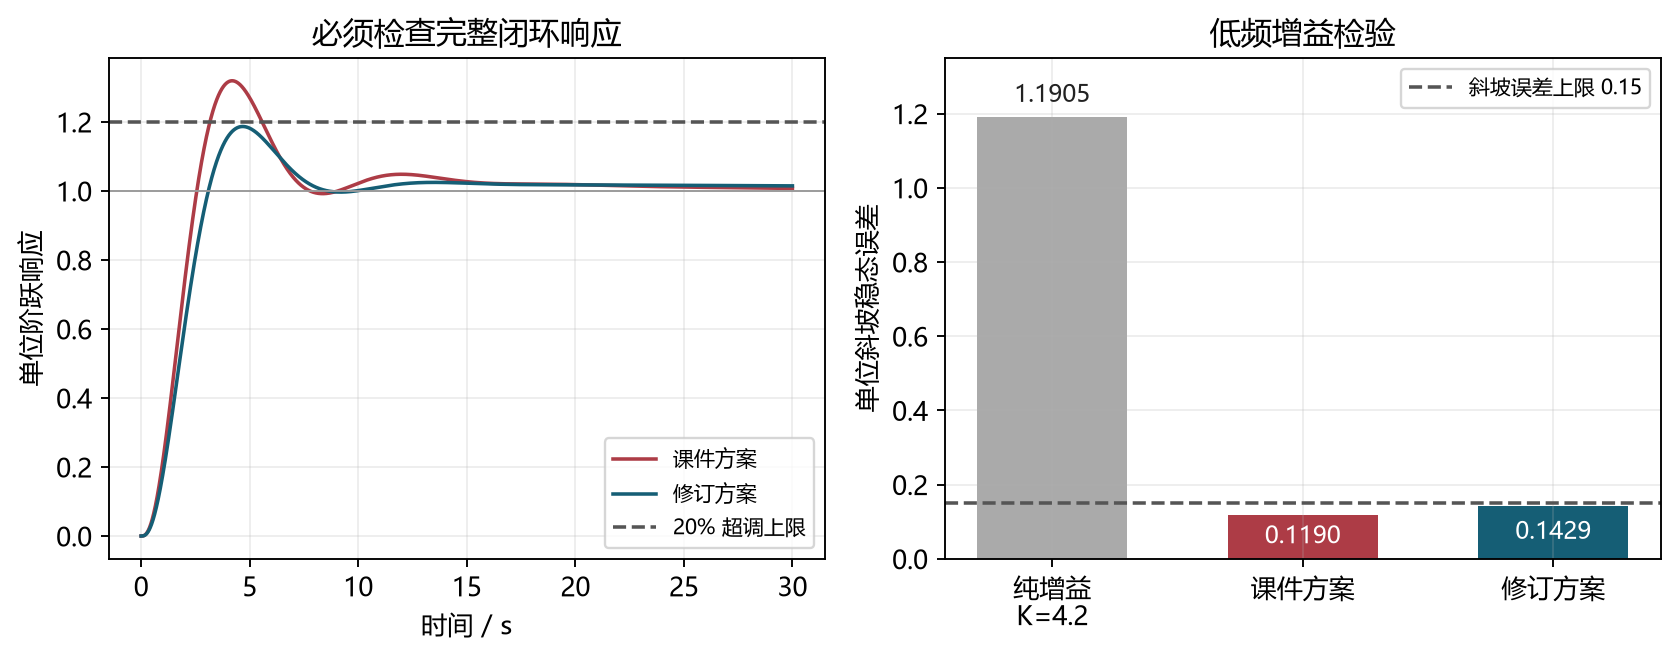 必须检查完整闭环响应
单位阶跃响应
1.2
1.0
0.8
0.6
0.4
0.2
0.0
课件方案
修订方案
20% 超调上限
0
5
10
15
20
25
30
时间 / s
低频增益检验
单位斜坡稳态误差
1.2
1.0
0.8
0.6
0.4
0.2
0.0
斜坡误差上限 0.15
1.1905
0.1190
0.1429
纯增益
K=4.2
课件方案
修订方案